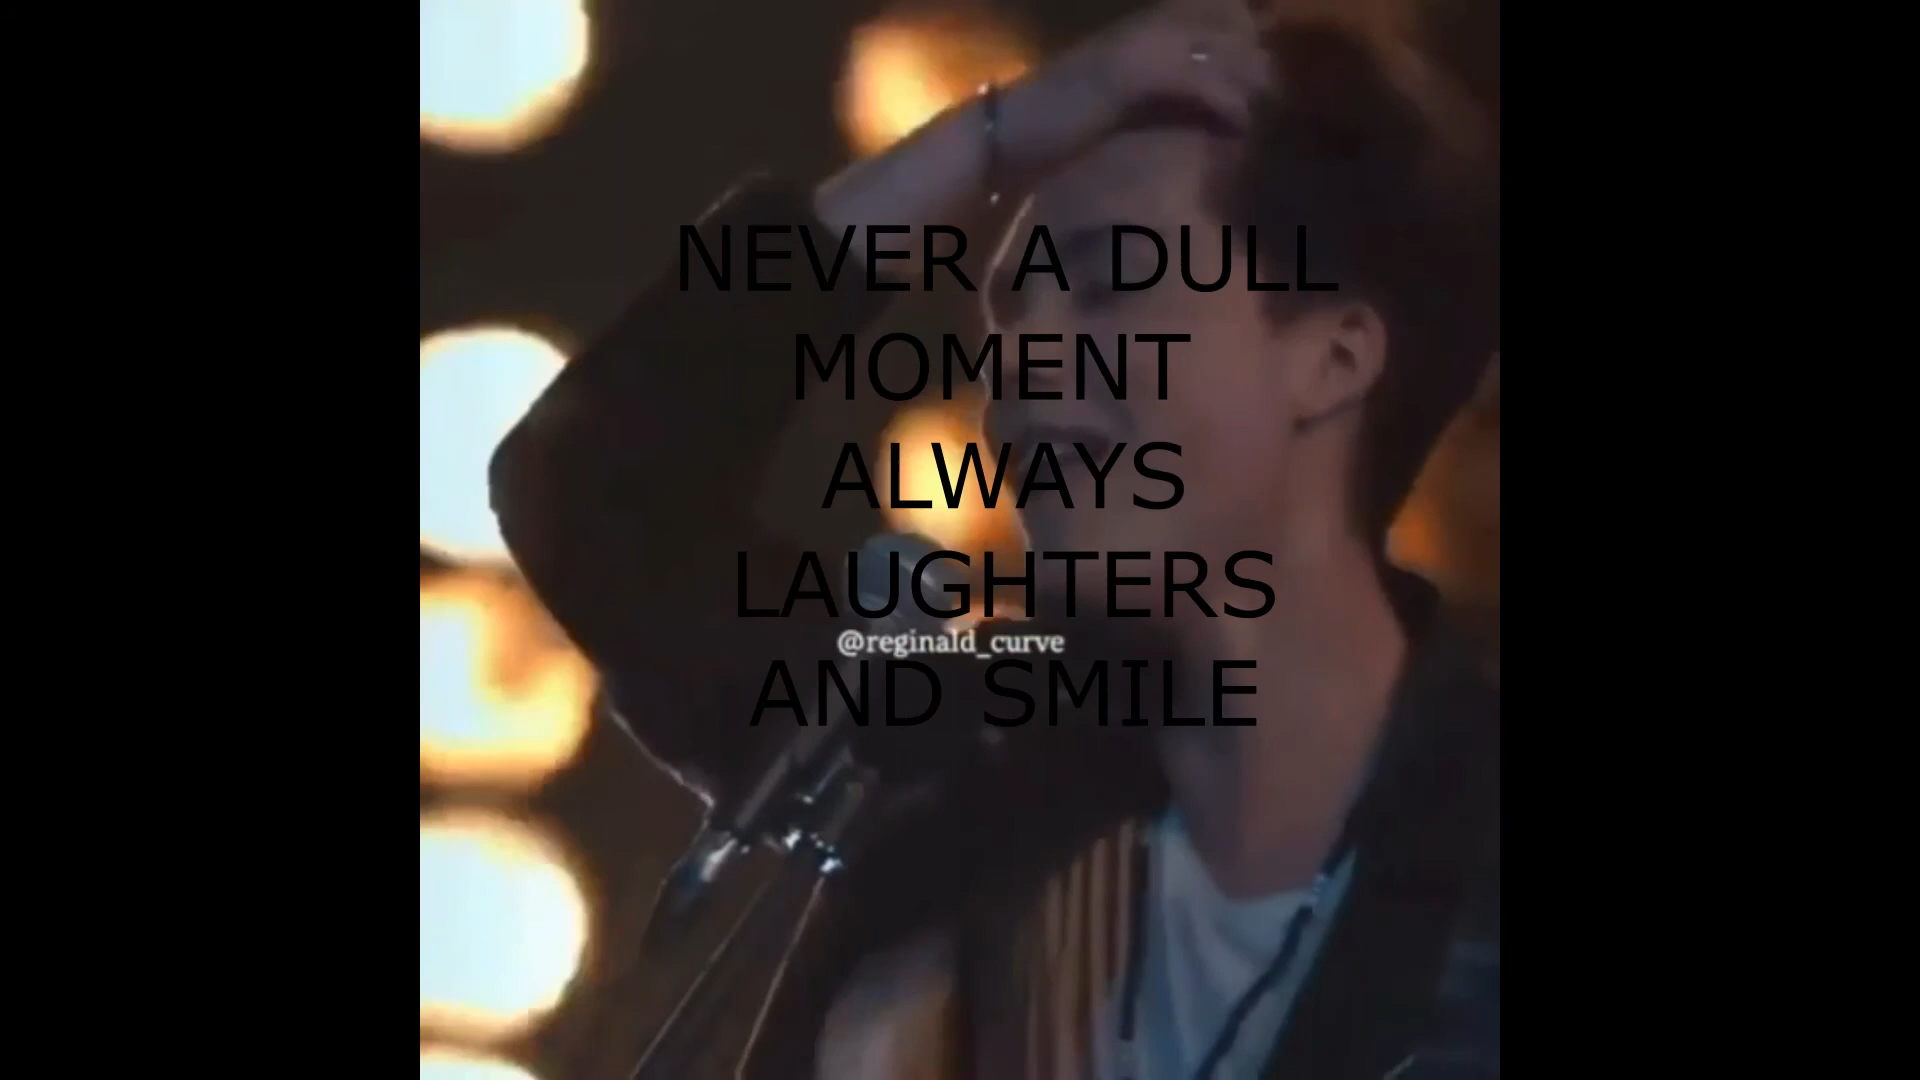 NEVER A DULL
MOMENT
ALWAYS
LAUGHTERS
@reginald_curve
AND SMILE